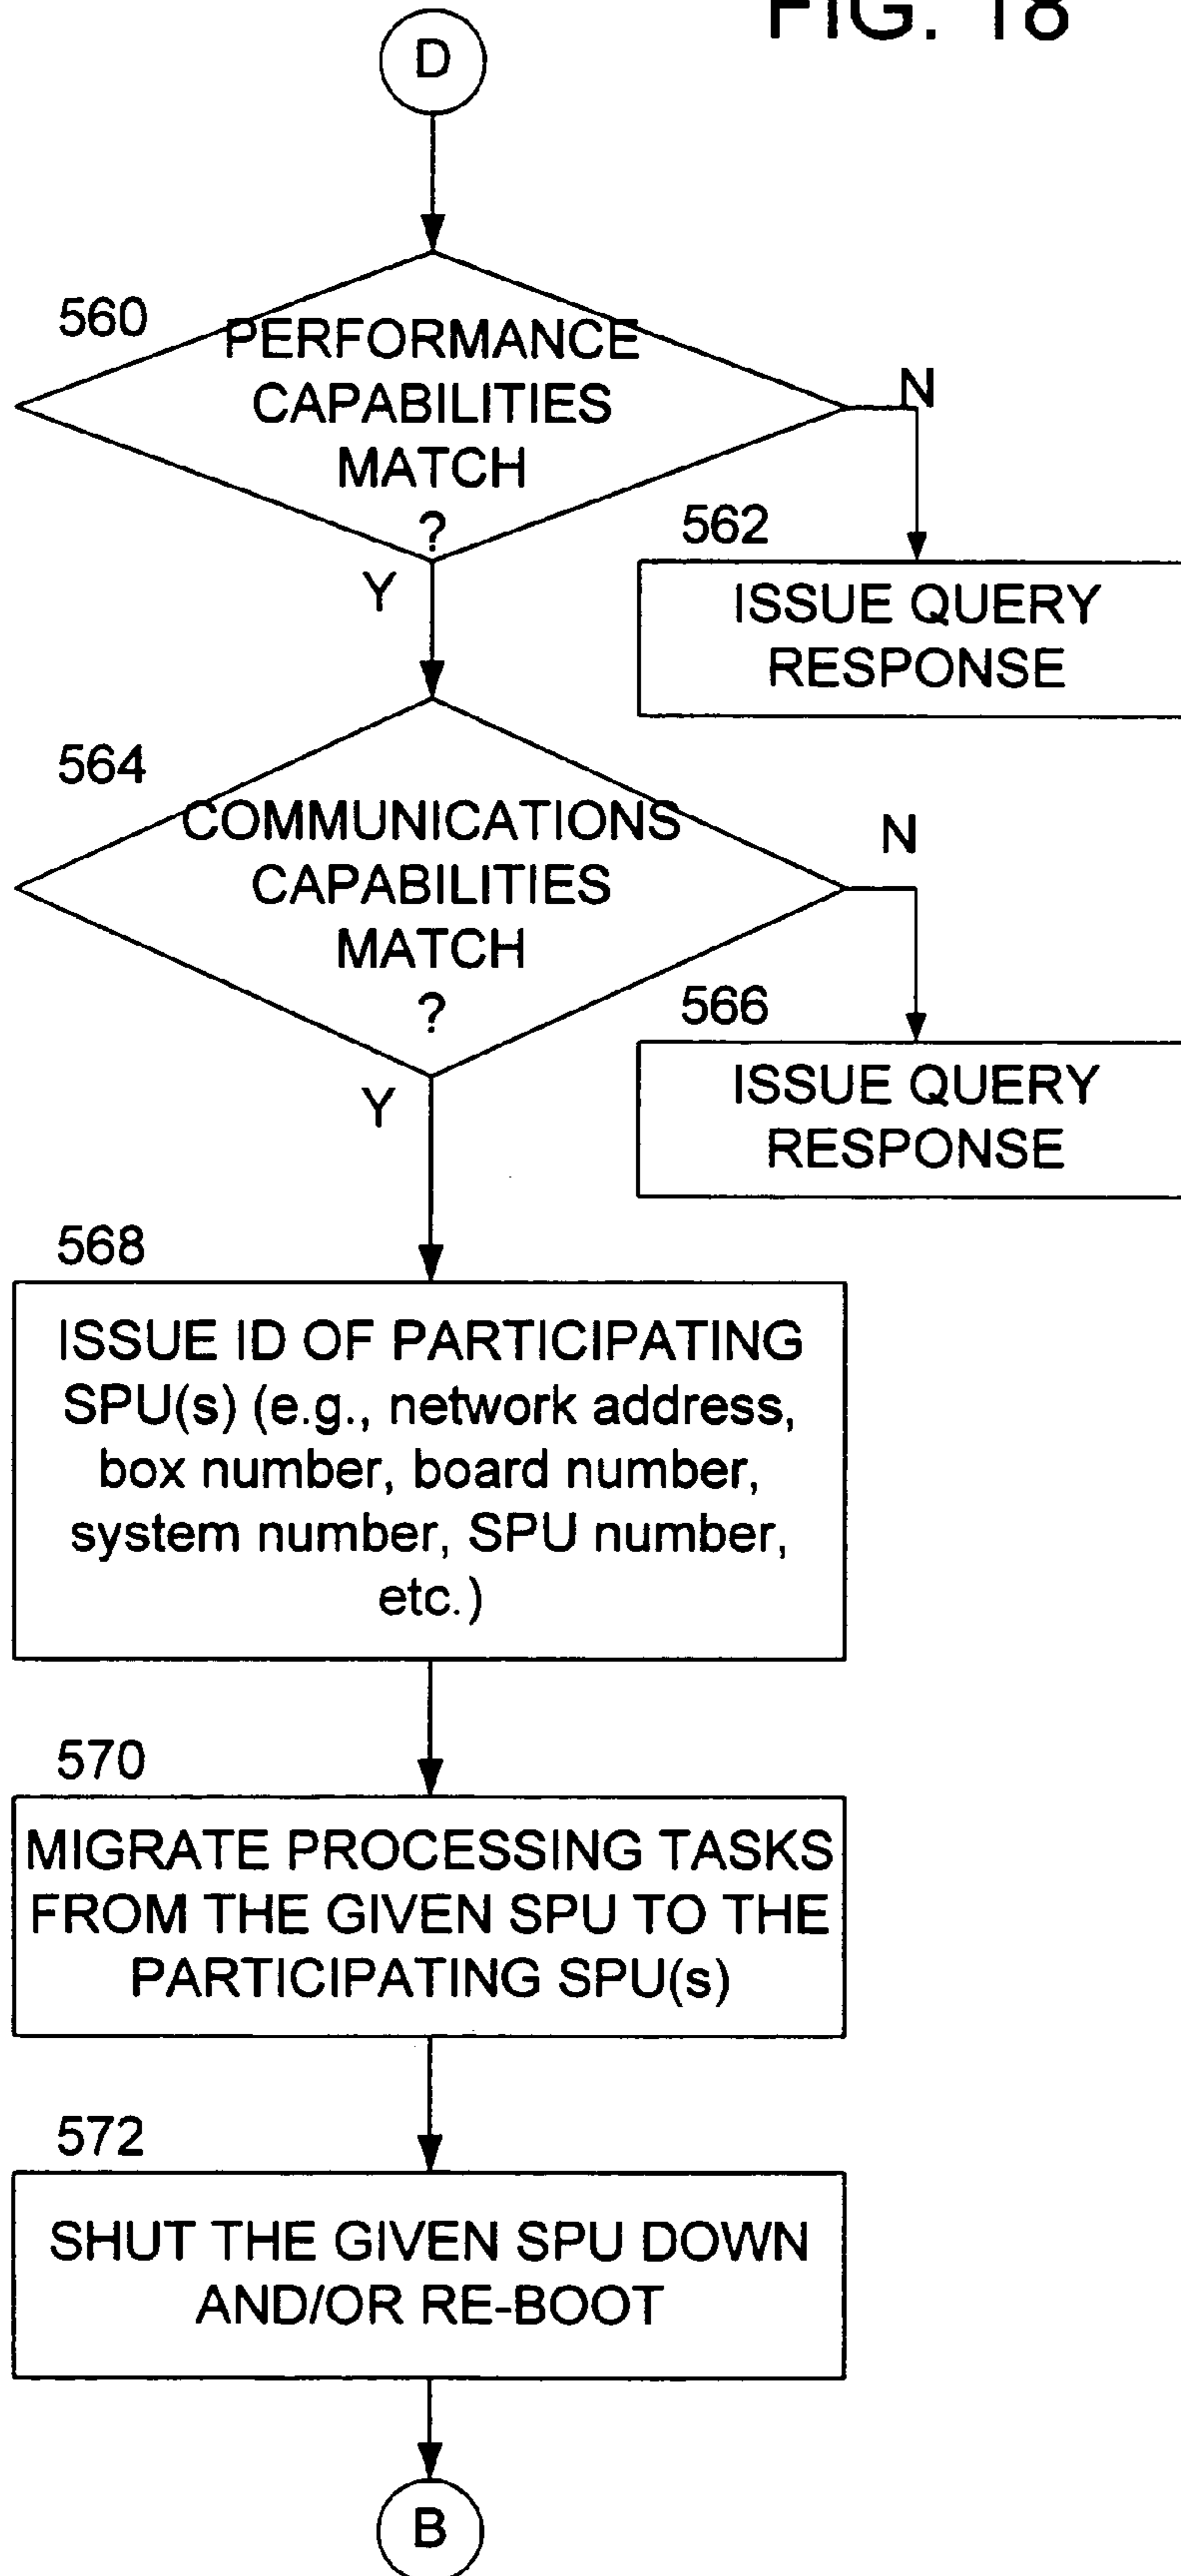 FIG. 18
D
560
PERFORMANCE
CAPABILITIES
MATCH
?
N
Y
562
ISSUE QUERY
RESPONSE
564
COMMUNICATIONS
CAPABILITIES
MATCH
?
N
Y
566
ISSUE QUERY
RESPONSE
568
ISSUE ID OF PARTICIPATING
SPU(s) (e.g., network address,
box number, board number,
system number, SPU number,
etc.)
570
MIGRATE PROCESSING TASKS
FROM THE GIVEN SPU TO THE
PARTICIPATING SPU(s)
572
SHUT THE GIVEN SPU DOWN
AND/OR RE-BOOT
B